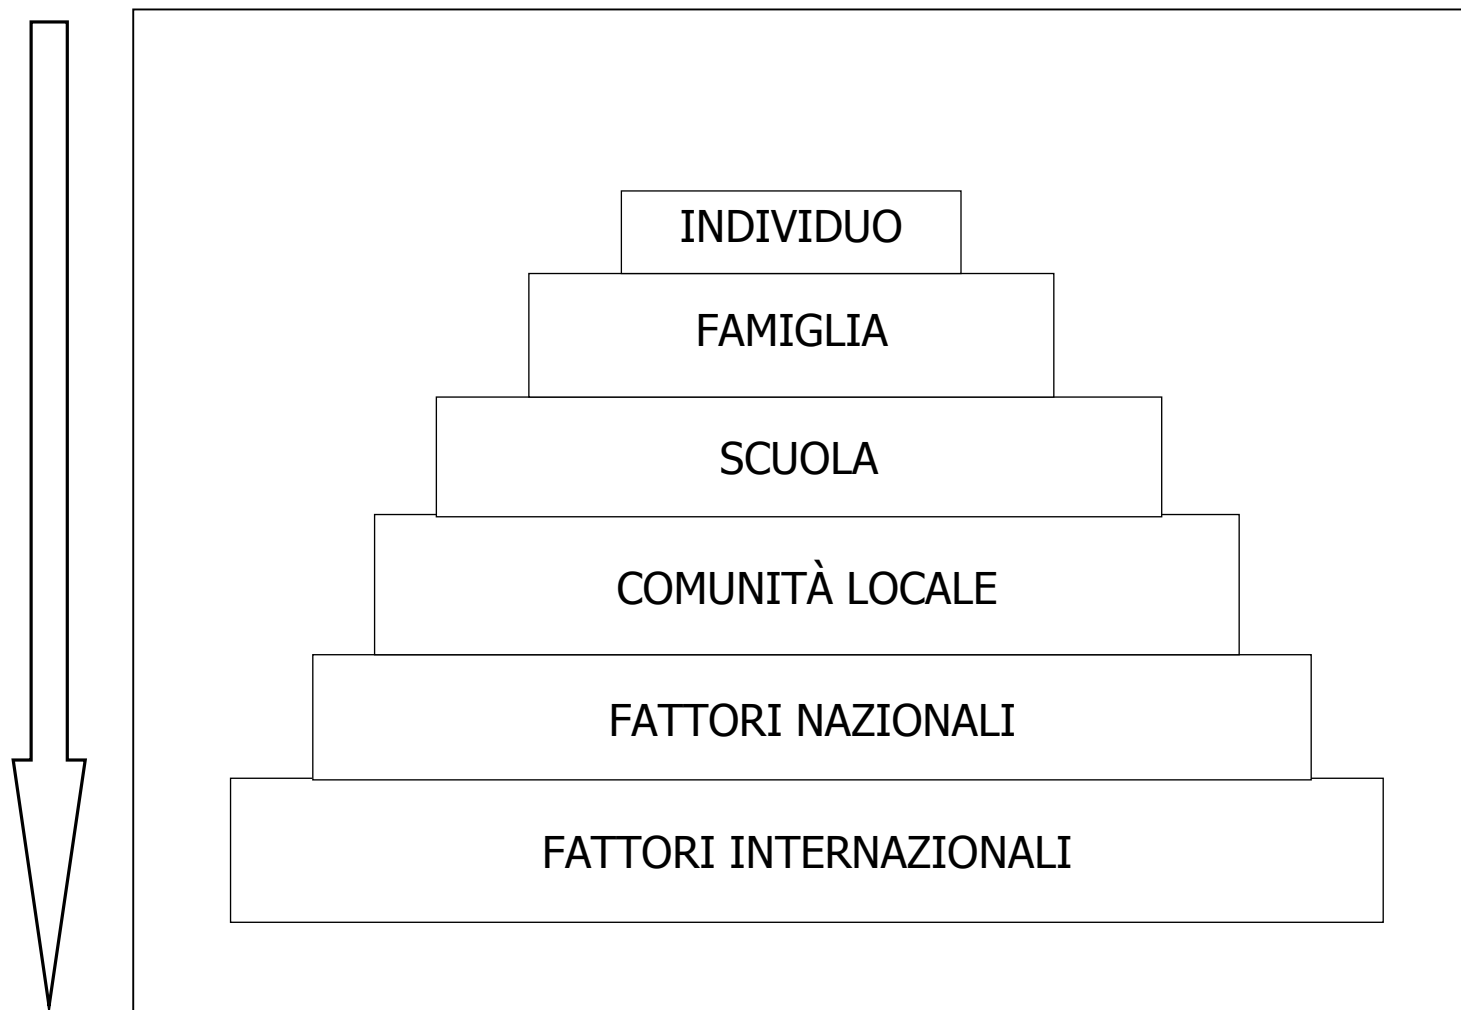 INDIVIDUO
FAMIGLIA
SCUOLA
COMUNITÀ LOCALE
FATTORI NAZIONALI
FATTORI INTERNAZIONALI